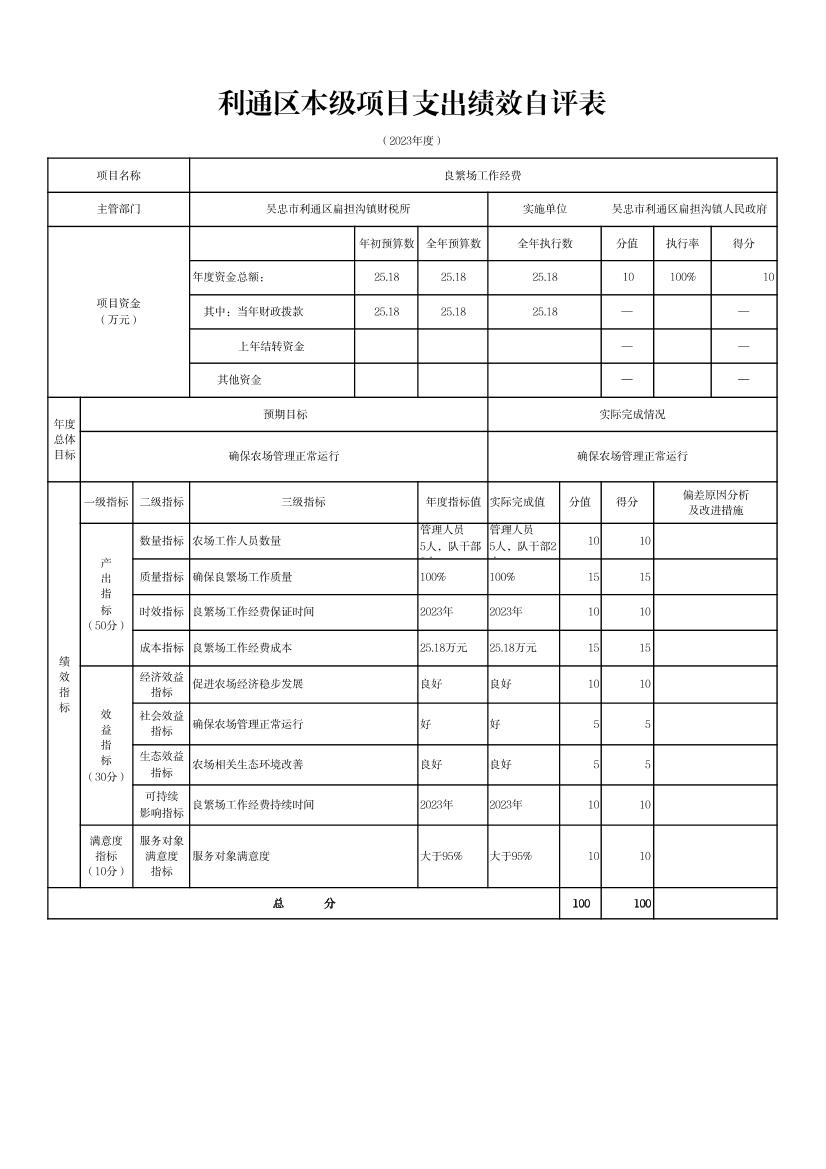 利通区本级项目支出绩效自评表
（2023年度）
项目名称 良繁场工作经费
主管部门 吴忠市利通区扁担沟镇财税所 实施单位 吴忠市利通区扁担沟镇人民政府
项目资金
（万元）
年初预算数 全年预算数 全年执行数 分值 执行率 得分
年度资金总额： 25.18 25.18 25.18 10 100% 10
其中：当年财政拨款 25.18 25.18 25.18 — —
上年结转资金 — —
其他资金 — —
年度
总体
目标
预期目标 实际完成情况
确保农场管理正常运行 确保农场管理正常运行
绩
效
指
标
一级指标 二级指标 三级指标 年度指标值 实际完成值 分值 得分 偏差原因分析
及改进措施
产
出
指
标
（50分）
数量指标 农场工作人员数量 管理人员
5人、队干部 管理人员
5人、队干部2 10 10
质量指标 确保良繁场工作质量 100% 100% 15 15
时效指标 良繁场工作经费保证时间 2023年 2023年 10 10
成本指标 良繁场工作经费成本 25.18万元 25.18万元 15 15
效
益
指
标
（30分）
经济效益
指标 促进农场经济稳步发展 良好 良好 10 10
社会效益
指标 确保农场管理正常运行 好 好 5 5
生态效益
指标 农场相关生态环境改善 良好 良好 5 5
可持续
影响指标 良繁场工作经费持续时间 2023年 2023年 10 10
满意度
指标
（10分）
服务对象
满意度
指标 服务对象满意度 大于95% 大于95% 10 10
总 分 100 100